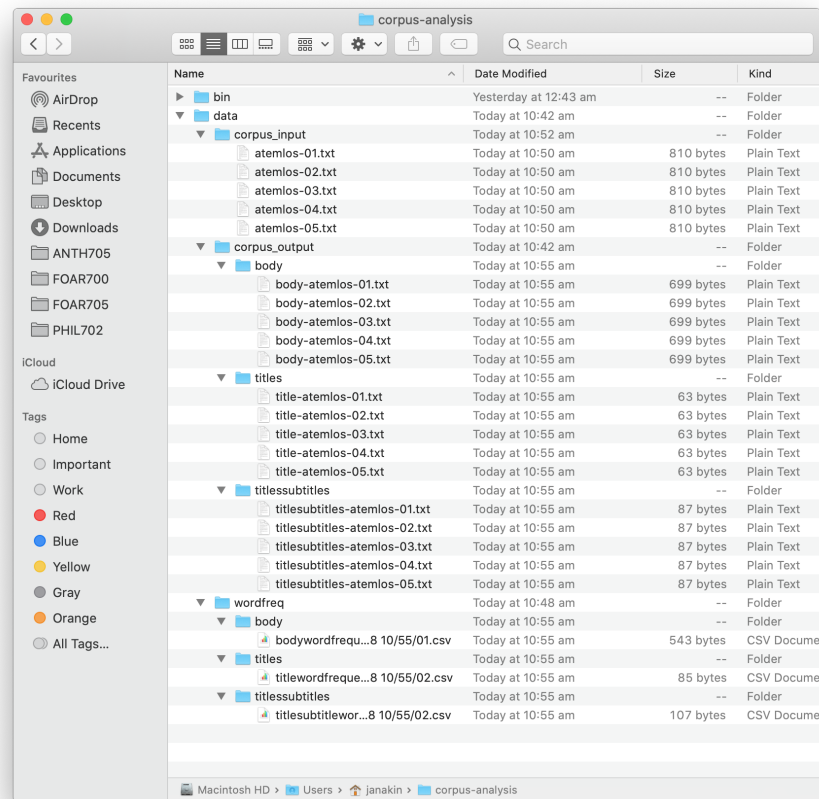 corpus-analysis
Search
Favourites
AirDrop
Recents
Applications
Documents
Desktop
Downloads
ANTH705
FOAR700
FOAR705
PHIL702
iCloud
iCloud Drive
Tags
Home
Important
Work
Red
Blue
Yellow
Gray
Orange
All Tags...
Name Date Modified Size Kind
bin Yesterday at 12:43 am -- Folder
data Today at 10:42 am -- Folder
corpus_input Today at 10:52 am -- Folder
atemlos-01.txt Today at 10:50 am 810 bytes Plain Text
atemlos-02.txt Today at 10:50 am 810 bytes Plain Text
atemlos-03.txt Today at 10:50 am 810 bytes Plain Text
atemlos-04.txt Today at 10:50 am 810 bytes Plain Text
atemlos-05.txt Today at 10:50 am 810 bytes Plain Text
corpus_output Today at 10:42 am -- Folder
body Today at 10:55 am -- Folder
body-atemlos-01.txt Today at 10:55 am 699 bytes Plain Text
body-atemlos-02.txt Today at 10:55 am 699 bytes Plain Text
body-atemlos-03.txt Today at 10:55 am 699 bytes Plain Text
body-atemlos-04.txt Today at 10:55 am 699 bytes Plain Text
body-atemlos-05.txt Today at 10:55 am 699 bytes Plain Text
titles Today at 10:55 am -- Folder
title-atemlos-01.txt Today at 10:55 am 63 bytes Plain Text
title-atemlos-02.txt Today at 10:55 am 63 bytes Plain Text
title-atemlos-03.txt Today at 10:55 am 63 bytes Plain Text
title-atemlos-04.txt Today at 10:55 am 63 bytes Plain Text
title-atemlos-05.txt Today at 10:55 am 63 bytes Plain Text
titlessubtitles Today at 10:55 am -- Folder
titlesubtitles-atemlos-01.txt Today at 10:55 am 87 bytes Plain Text
titlesubtitles-atemlos-02.txt Today at 10:55 am 87 bytes Plain Text
titlesubtitles-atemlos-03.txt Today at 10:55 am 87 bytes Plain Text
titlesubtitles-atemlos-04.txt Today at 10:55 am 87 bytes Plain Text
titlesubtitles-atemlos-05.txt Today at 10:55 am 87 bytes Plain Text
wordfreq Today at 10:48 am -- Folder
body Today at 10:55 am -- Folder
bodywordfrequ...8 10/55/01.csv Today at 10:55 am 543 bytes CSV Docume
titles Today at 10:55 am -- Folder
titlewordfreque...8 10/55/02.csv Today at 10:55 am 85 bytes CSV Docume
titlessubtitles Today at 10:55 am -- Folder
titlesubtitlewor...8 10/55/02.csv Today at 10:55 am 107 bytes CSV Docume
Macintosh HD › Users › janakin › corpus-analysis